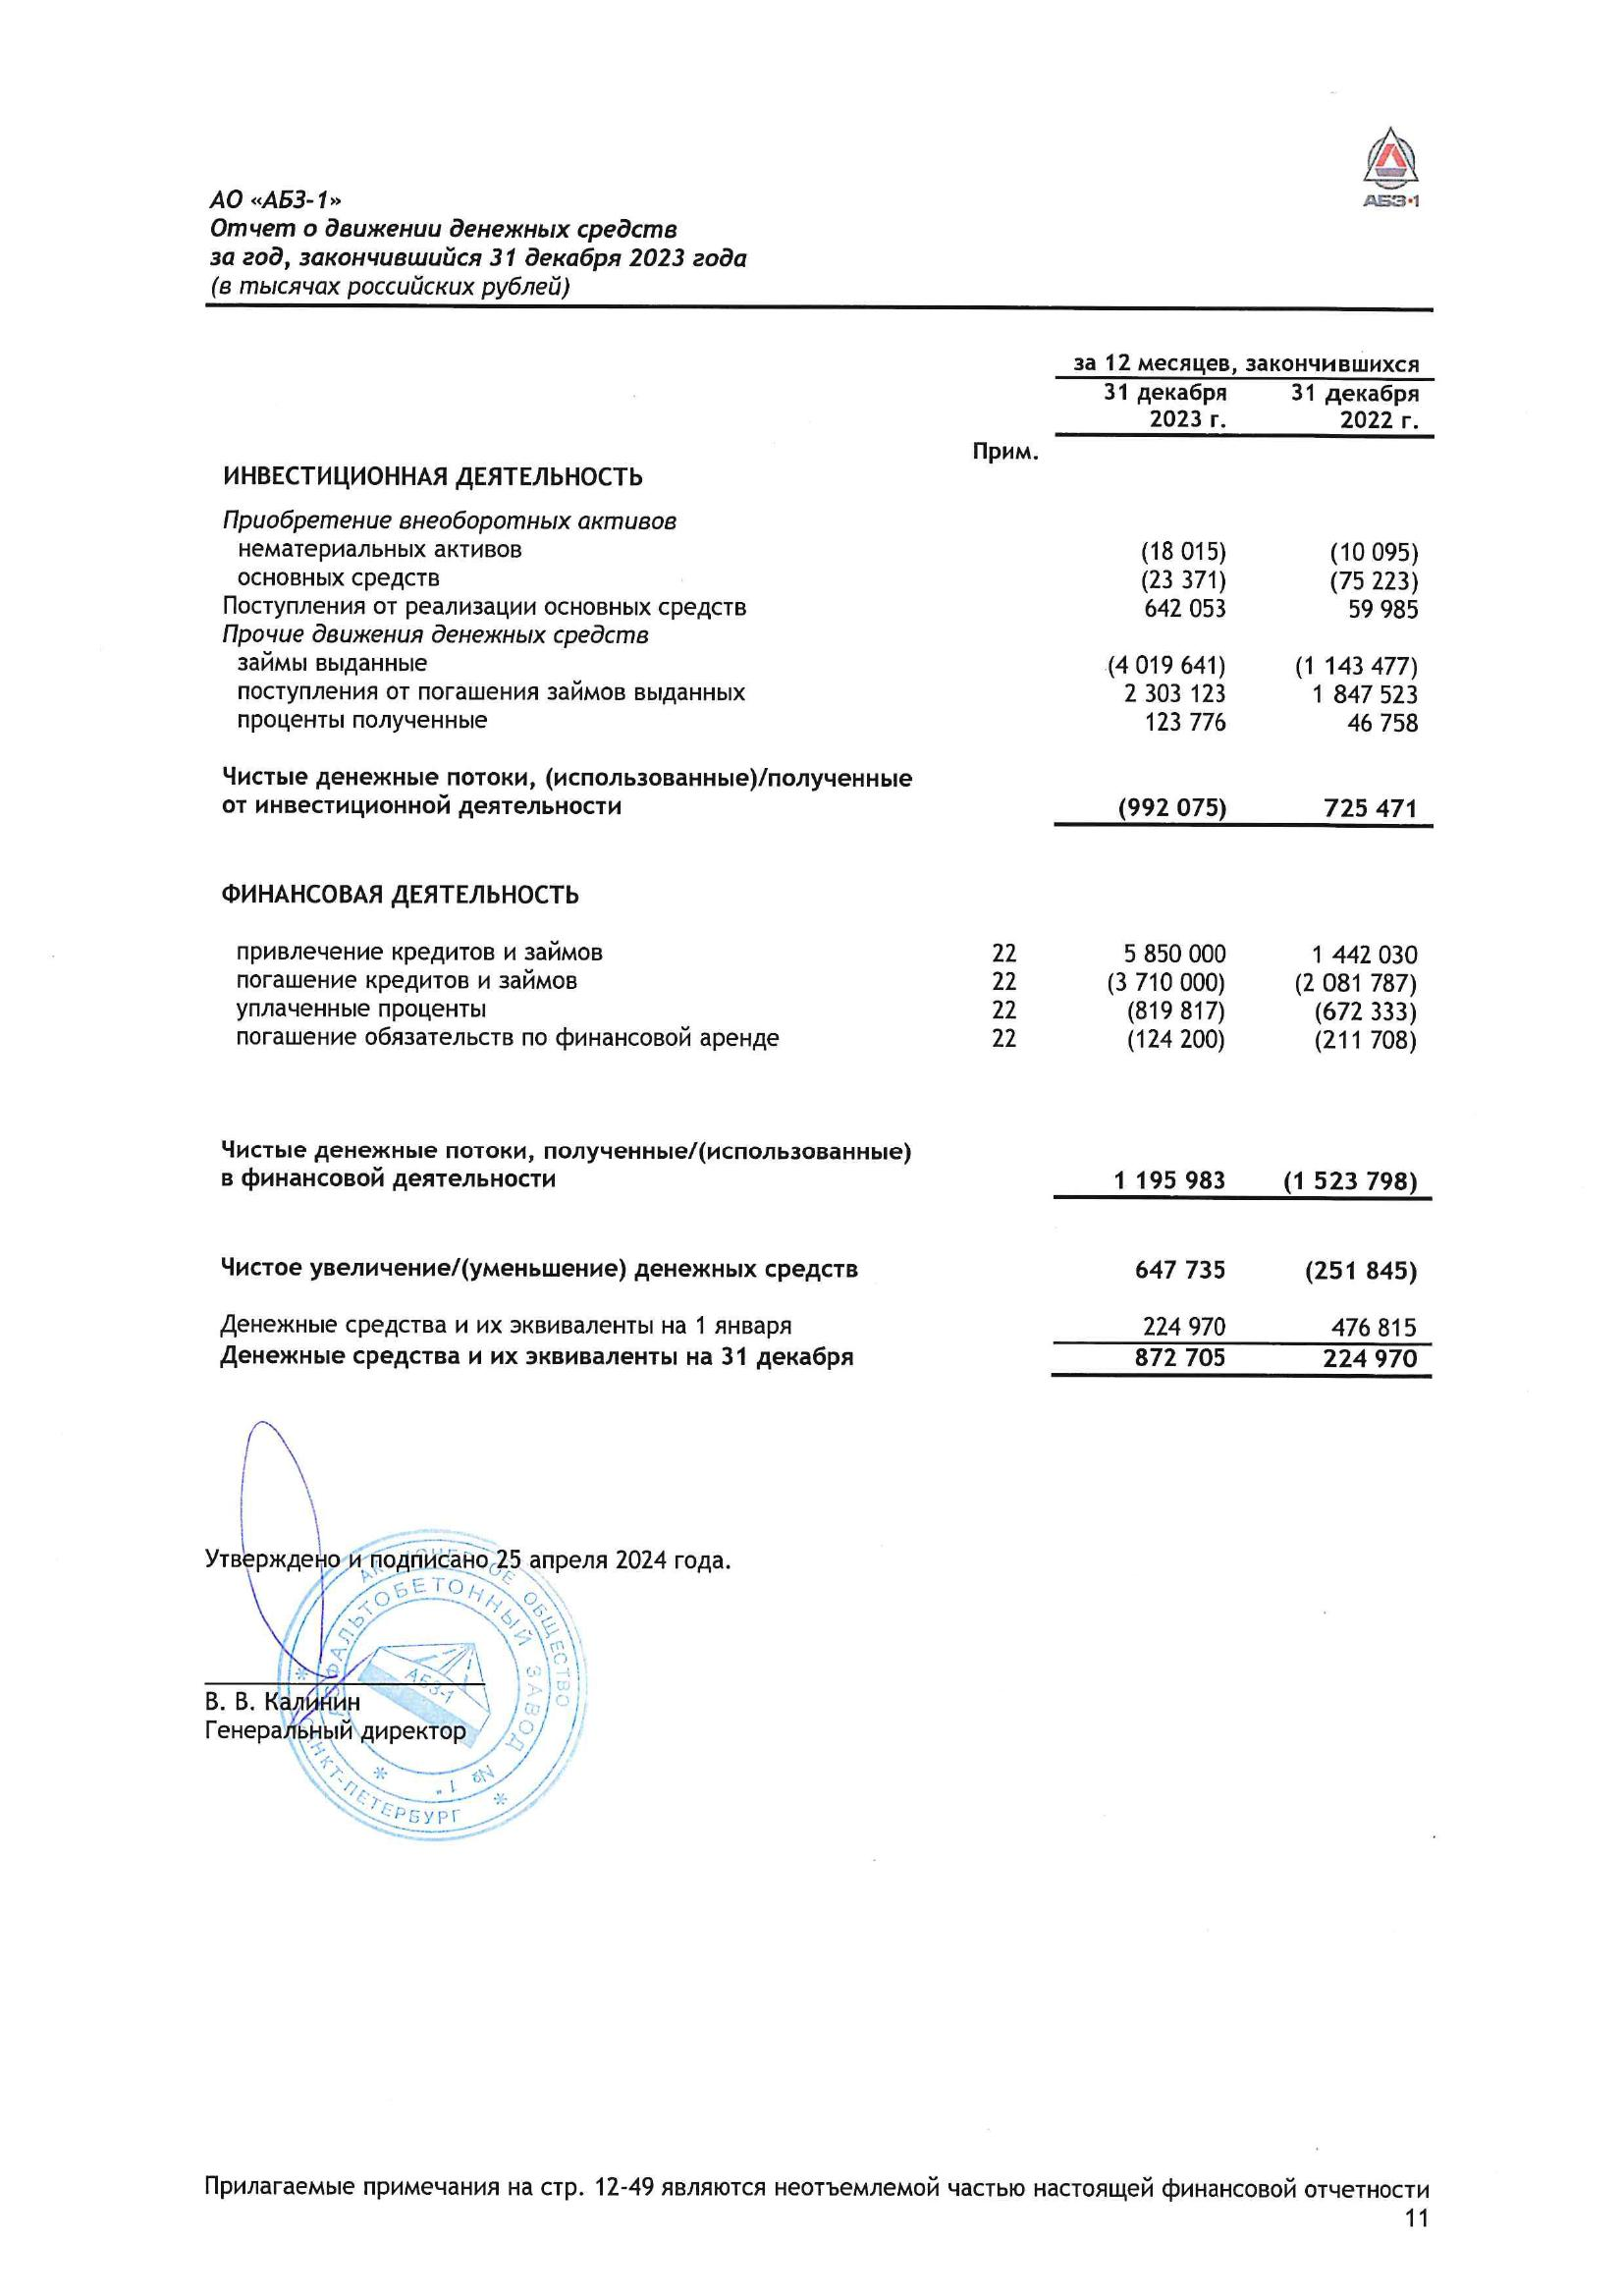 АБЗ•1
АО «АБЗ-1»
Отчет о движении денежных средств
за год, закончившийся 31 декабря 2023 года
(в тысячах российских рублей)
за 12 месяцев, закончившихся
31 декабря 2023 г. 31 декабря 2022 г.
Прим.
ИНВЕСТИЦИОННАЯ ДЕЯТЕЛЬНОСТЬ
Приобретение внеоборотных активов
нематериальных активов (18 015) (10 095)
основных средств (23 371) (75 223)
Поступления от реализации основных средств 642 053 59 985
Прочие движения денежных средств
займы выданные (4 019 641) (1 143 477)
поступления от погашения займов выданных 2 303 123 1 847 523
проценты полученные 123 776 46 758
Чистые денежные потоки, (использованные)/полученные
от инвестиционной деятельности (992 075) 725 471
ФИНАНСОВАЯ ДЕЯТЕЛЬНОСТЬ
привлечение кредитов и займов 22 5 850 000 1 442 030
погашение кредитов и займов 22 (3 710 000) (2 081 787)
уплаченные проценты 22 (819 817) (672 333)
погашение обязательств по финансовой аренде 22 (124 200) (211 708)
Чистые денежные потоки, полученные/(использованные)
в финансовой деятельности 1 195 983 (1 523 798)
Чистое увеличение/(уменьшение) денежных средств 647 735 (251 845)
Денежные средства и их эквиваленты на 1 января 224 970 476 815
Денежные средства и их эквиваленты на 31 декабря 872 705 224 970
Утверждено и подписано 25 апреля 2024 года.
АКЦИОНЕРНОЕ ОБЩЕСТВО
АСФАЛЬТОБЕТОННЫЙ ЗАВОД № 1"
АБЗ-1
САНКТ-ПЕТЕРБУРГ
В. В. Калинин
Генеральный директор
Прилагаемые примечания на стр. 12-49 являются неотъемлемой частью настоящей финансовой отчетности
11